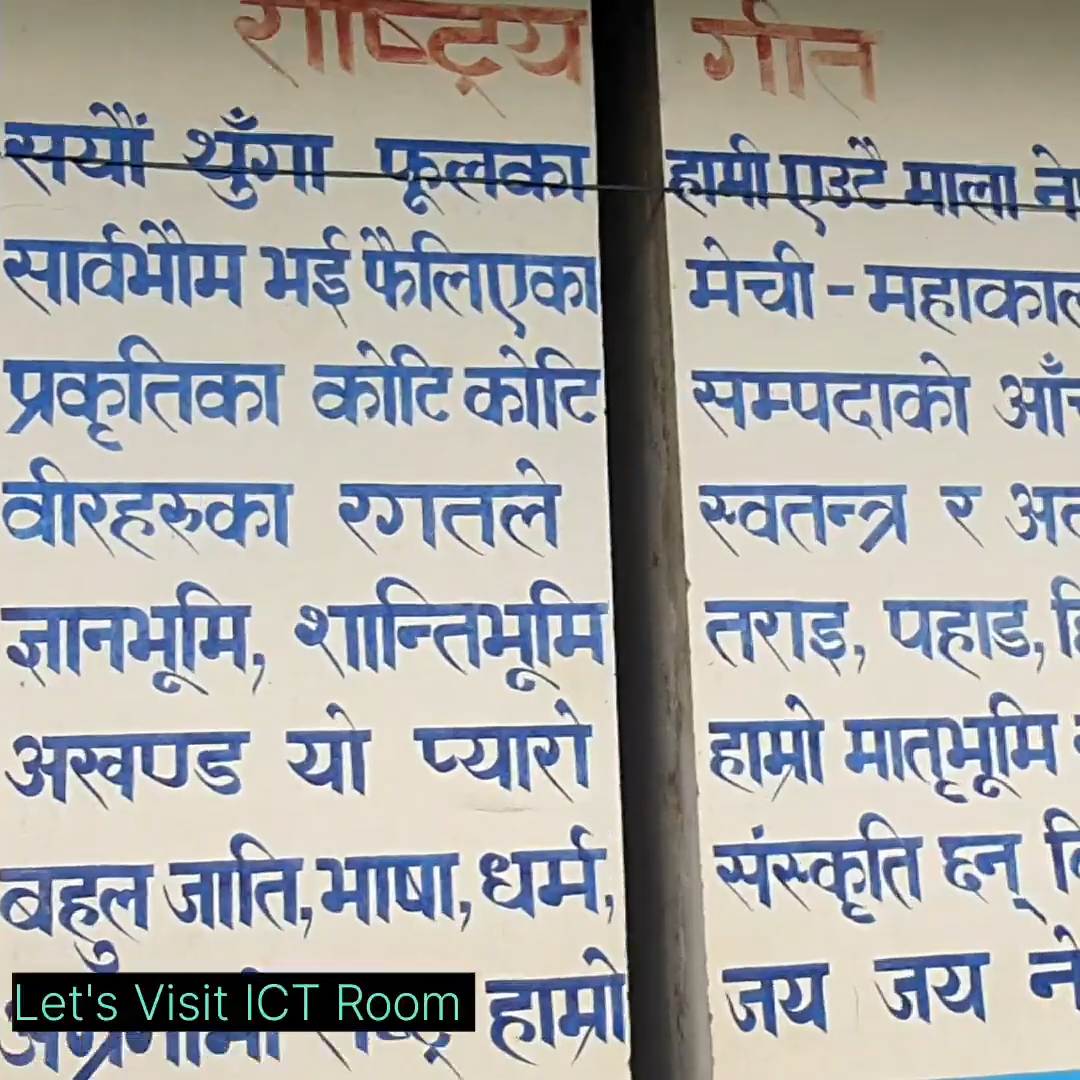 राष्ट्रिय गीत
सयौं थुँगा फूलका हामी एउटै माला
सार्वभौम भई फैलिएका मेची - महाकाल
प्रकृतिका कोटि कोटि सम्पदाको आँच
वीरहरुका रगतले स्वतन्त्र र अट
ज्ञानभूमि, शान्तिभूमि तराइ, पहाड,
अखण्ड यो प्यारो हाम्रो मातृभूमि
बहुल जाति, भाषा, धर्म, संस्कृति छन्
हाम्रो जय जय ने
Let's Visit ICT Room